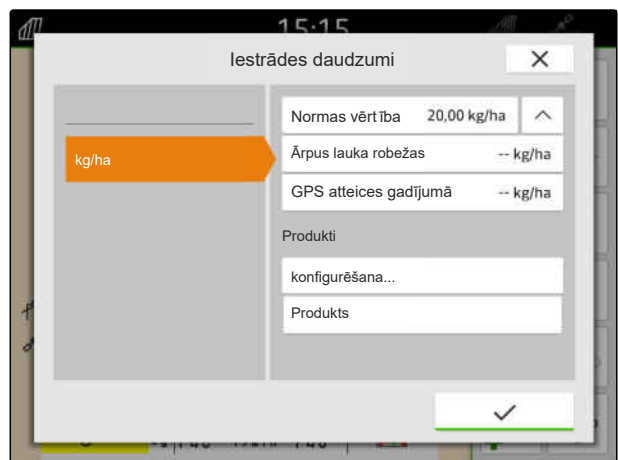 15:15
Iestrādes daudzumi
kg/ha
Normas vērtība 20,00 kg/ha
Ārpus lauka robežas -- kg/ha
GPS atteices gadījumā -- kg/ha
Produkti
konfigurēšana...
Produkts